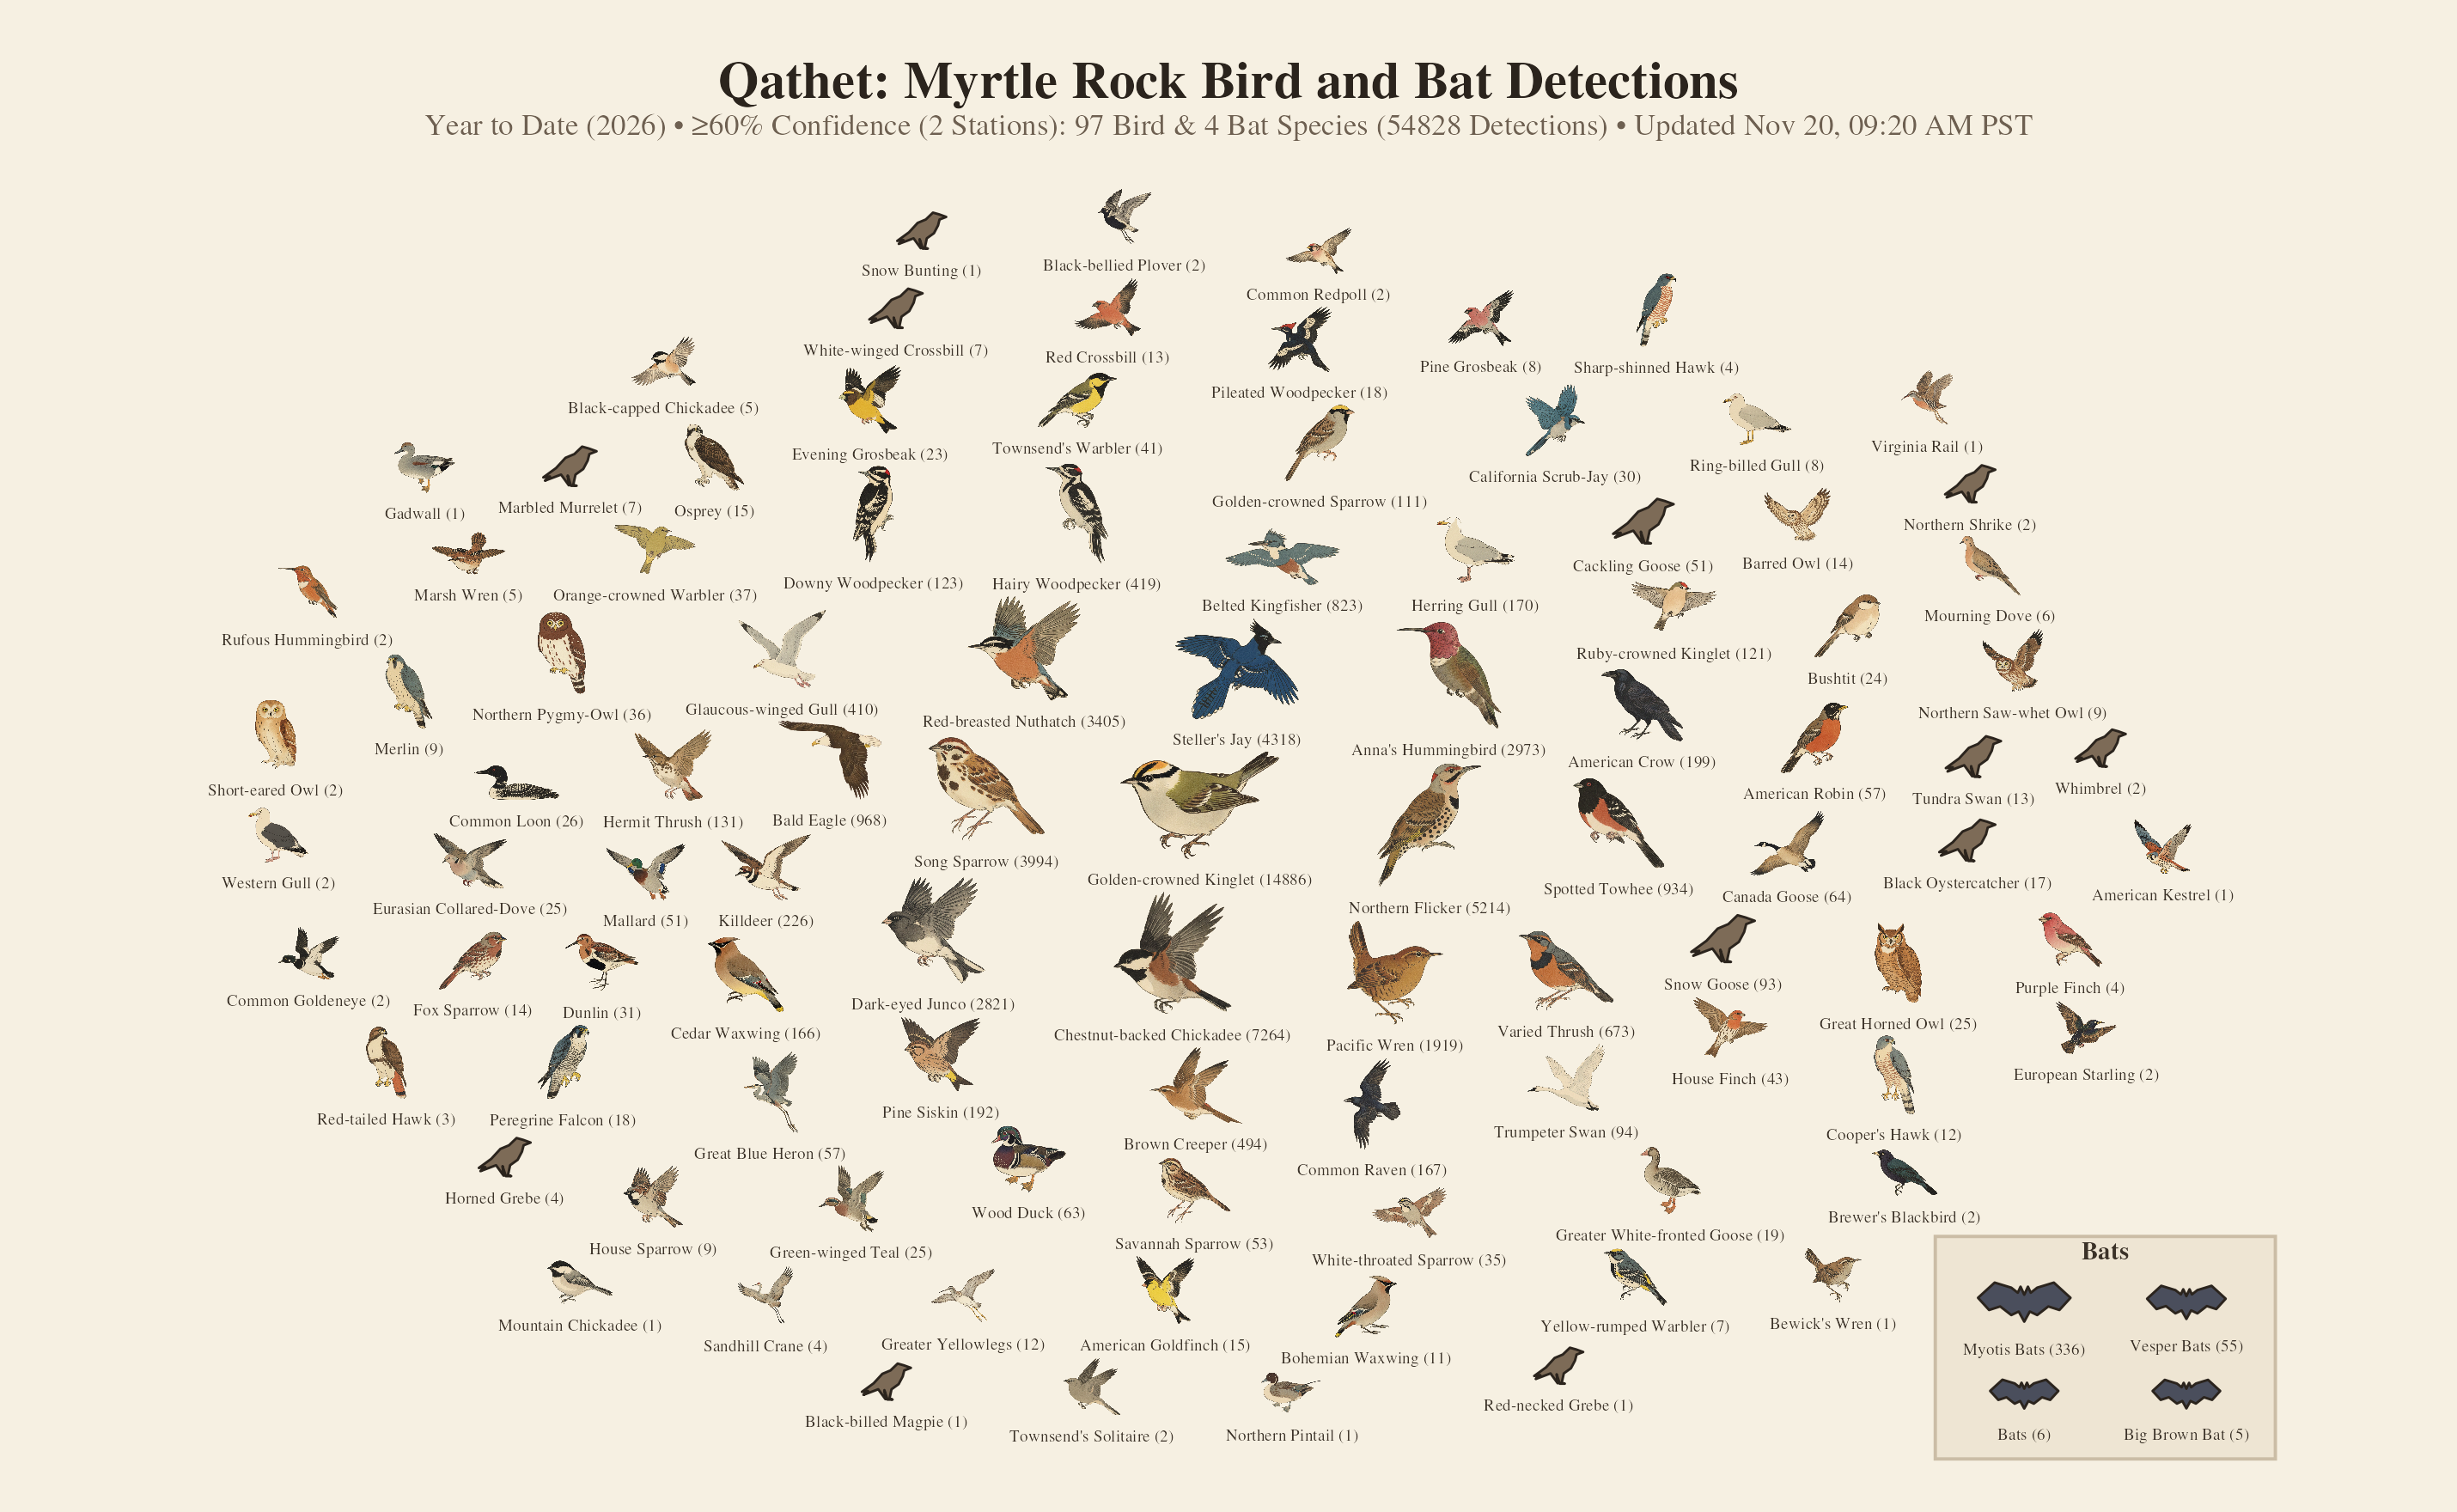 Qathet: Myrtle Rock Bird and Bat Detections
Year to Date (2026) • ≥60% Confidence (2 Stations): 97 Bird & 4 Bat Species (54828 Detections) • Updated Nov 20, 09:20 AM PST
Snow Bunting (1)
Black-bellied Plover (2)
Common Redpoll (2)
White-winged Crossbill (7)
Red Crossbill (13)
Pine Grosbeak (8)
Sharp-shinned Hawk (4)
Pileated Woodpecker (18)
Black-capped Chickadee (5)
Evening Grosbeak (23)
Townsend's Warbler (41)
Virginia Rail (1)
Ring-billed Gull (8)
California Scrub-Jay (30)
Golden-crowned Sparrow (111)
Gadwall (1)
Marbled Murrelet (7)
Osprey (15)
Northern Shrike (2)
Cackling Goose (51)
Barred Owl (14)
Downy Woodpecker (123)
Hairy Woodpecker (419)
Marsh Wren (5)
Orange-crowned Warbler (37)
Belted Kingfisher (823)
Herring Gull (170)
Mourning Dove (6)
Rufous Hummingbird (2)
Ruby-crowned Kinglet (121)
Bushtit (24)
Northern Pygmy-Owl (36)
Glaucous-winged Gull (410)
Red-breasted Nuthatch (3405)
Northern Saw-whet Owl (9)
Merlin (9)
Steller's Jay (4318)
Anna's Hummingbird (2973)
American Crow (199)
Short-eared Owl (2)
American Robin (57)
Tundra Swan (13)
Whimbrel (2)
Common Loon (26)
Hermit Thrush (131)
Bald Eagle (968)
Song Sparrow (3994)
Golden-crowned Kinglet (14886)
Western Gull (2)
Spotted Towhee (934)
Canada Goose (64)
Black Oystercatcher (17)
American Kestrel (1)
Eurasian Collared-Dove (25)
Mallard (51)
Killdeer (226)
Northern Flicker (5214)
Common Goldeneye (2)
Fox Sparrow (14)
Dunlin (31)
Cedar Waxwing (166)
Dark-eyed Junco (2821)
Chestnut-backed Chickadee (7264)
Pacific Wren (1919)
Varied Thrush (673)
Snow Goose (93)
Great Horned Owl (25)
Purple Finch (4)
House Finch (43)
European Starling (2)
Red-tailed Hawk (3)
Peregrine Falcon (18)
Great Blue Heron (57)
Pine Siskin (192)
Brown Creeper (494)
Common Raven (167)
Trumpeter Swan (94)
Cooper's Hawk (12)
Horned Grebe (4)
Wood Duck (63)
Brewer's Blackbird (2)
House Sparrow (9)
Green-winged Teal (25)
Savannah Sparrow (53)
White-throated Sparrow (35)
Greater White-fronted Goose (19)
Mountain Chickadee (1)
Sandhill Crane (4)
Greater Yellowlegs (12)
American Goldfinch (15)
Bohemian Waxwing (11)
Yellow-rumped Warbler (7)
Bewick's Wren (1)
Black-billed Magpie (1)
Townsend's Solitaire (2)
Northern Pintail (1)
Red-necked Grebe (1)
Bats
Myotis Bats (336)
Vesper Bats (55)
Bats (6)
Big Brown Bat (5)